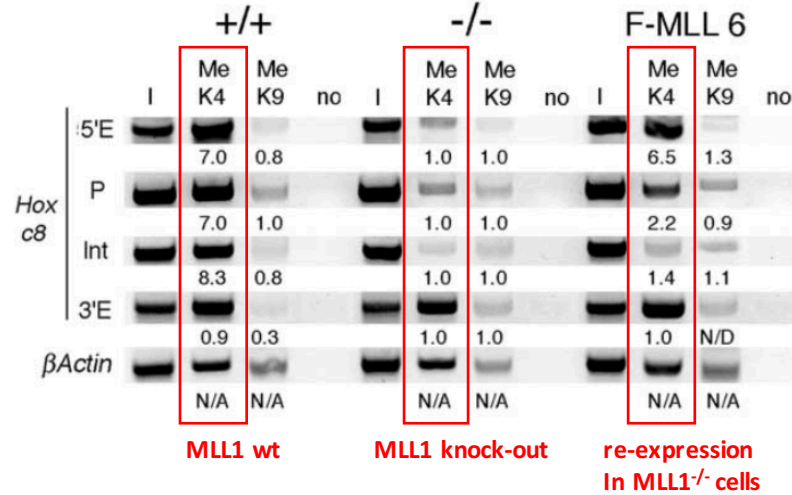 +/+ -/- F-MLL 6
Me Me Me Me Me Me
I K4 K9 no I K4 K9 no I K4 K9 no
5'E
7.0 0.8 1.0 1.0 6.5 1.3
P
7.0 1.0 1.0 1.0 2.2 0.9
Hox
c8
Int
8.3 0.8 1.0 1.0 1.4 1.1
3'E
0.9 0.3 1.0 1.0 1.0 N/D
βActin
N/A N/A N/A N/A N/A N/A
MLL1 wt MLL1 knock-out re-expression
In MLL1-/- cells